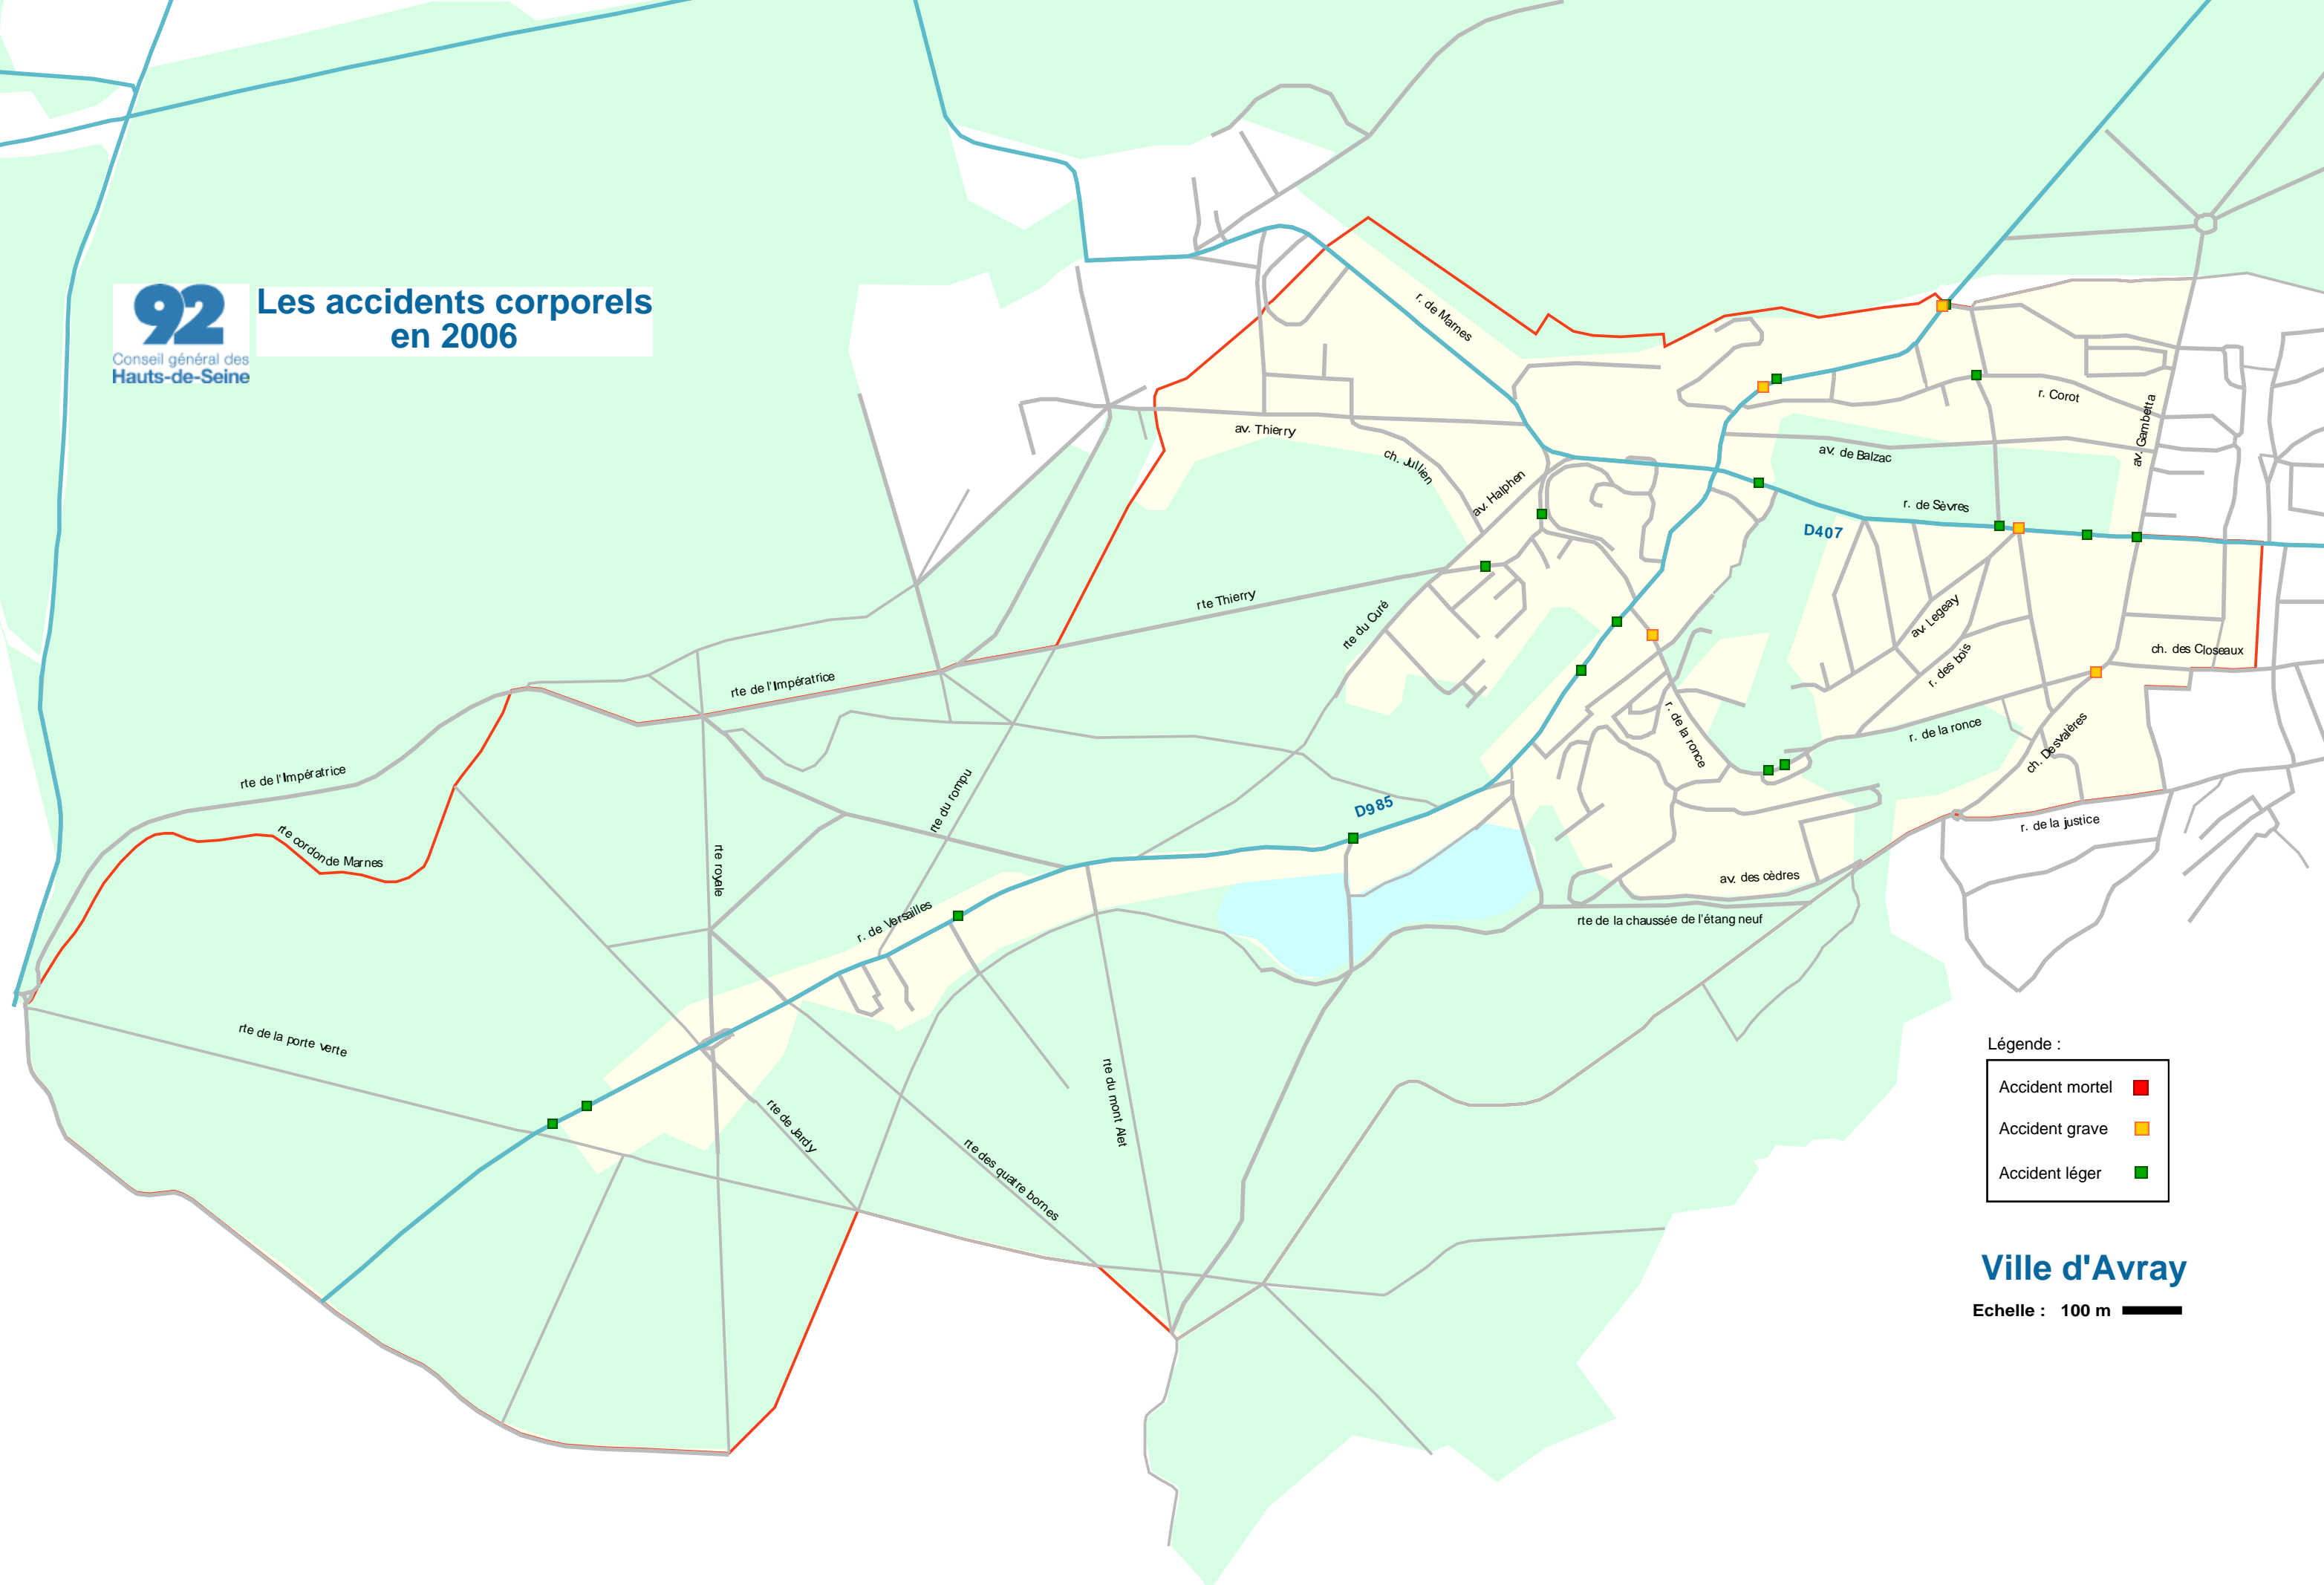 92
Conseil général des
Hauts-de-Seine
Les accidents corporels
en 2006
r. de Marnes
r. Corot
av. Gambetta
av. Thierry
ch. Jullien
av. Halphen
av. de Balzac
r. de Sèvres
D407
rte Thierry
rte du Curé
av. Legeay
r. des bois
ch. des Closeaux
rte de l'Impératrice
rte de l'Impératrice
r. de la ronce
r. de la ronce
ch. Desvalères
rte du rompu
D985
r. de la justice
rte cordon de Marnes
rte royale
av. des cèdres
r. de Versailles
rte de la chaussée de l'étang neuf
rte de la porte verte
rte de Jardy
rte du mont Alet
rte des quatre bornes
Légende :
Accident mortel
Accident grave
Accident léger
Ville d'Avray
Echelle : 100 m